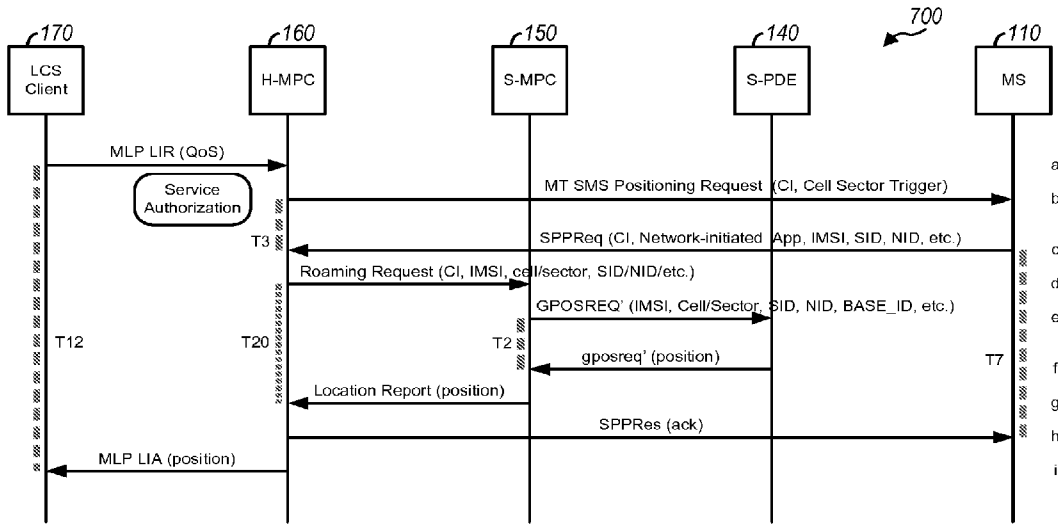 700
170
160
150
140
110
LCS
Client
H-MPC
S-MPC
S-PDE
MS
MLP LIR (QoS)
a
Service
Authorization
MT SMS Positioning Request (CI, Cell Sector Trigger)
b
T3
SPPReq (CI, Network-initiated App, IMSI, SID, NID, etc.)
c
Roaming Request (CI, IMSI, cell/sector, SID/NID/etc.)
d
GPOSREQ' (IMSI, Cell/Sector, SID, NID, BASE_ID, etc.)
e
T12
T20
T2
gposreq' (position)
T7
f
Location Report (position)
g
SPPRes (ack)
h
MLP LIA (position)
i